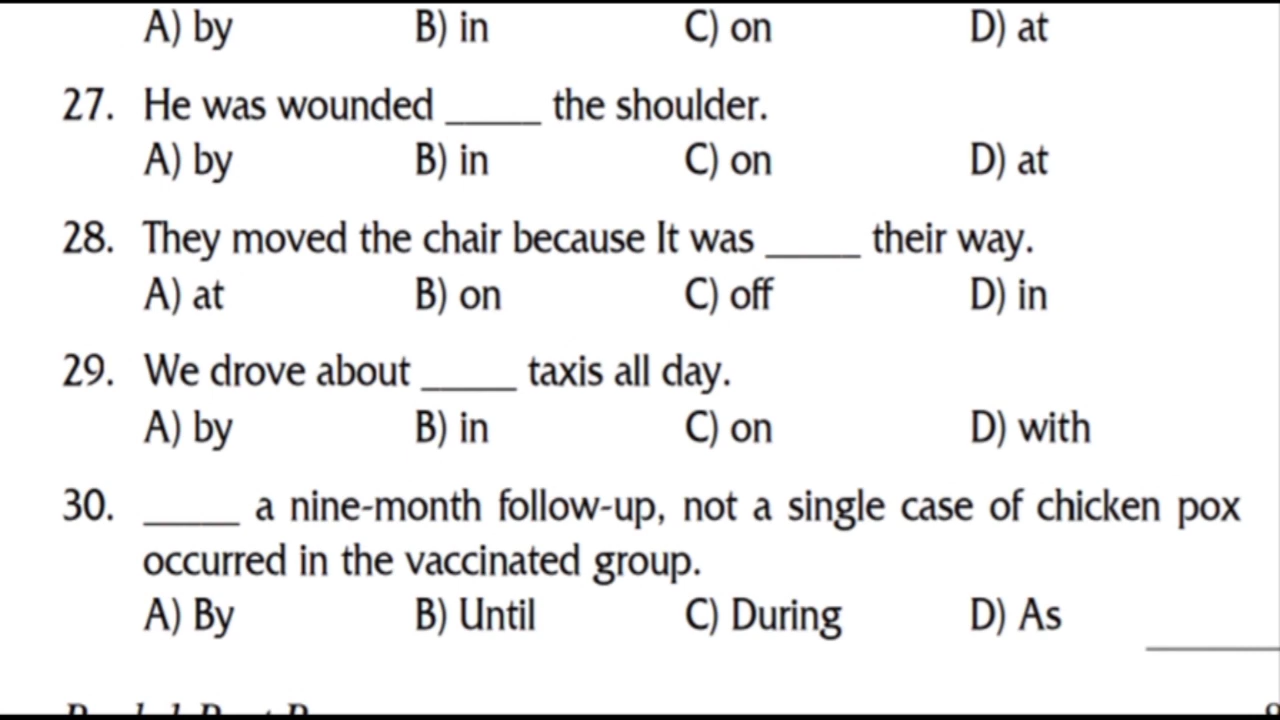 A) by B) in C) on D) at
27. He was wounded _____ the shoulder.
A) by B) in C) on D) at
28. They moved the chair because It was _____ their way.
A) at B) on C) off D) in
29. We drove about _____ taxis all day.
A) by B) in C) on D) with
30. _____ a nine-month follow-up, not a single case of chicken pox
occurred in the vaccinated group.
A) By B) Until C) During D) As